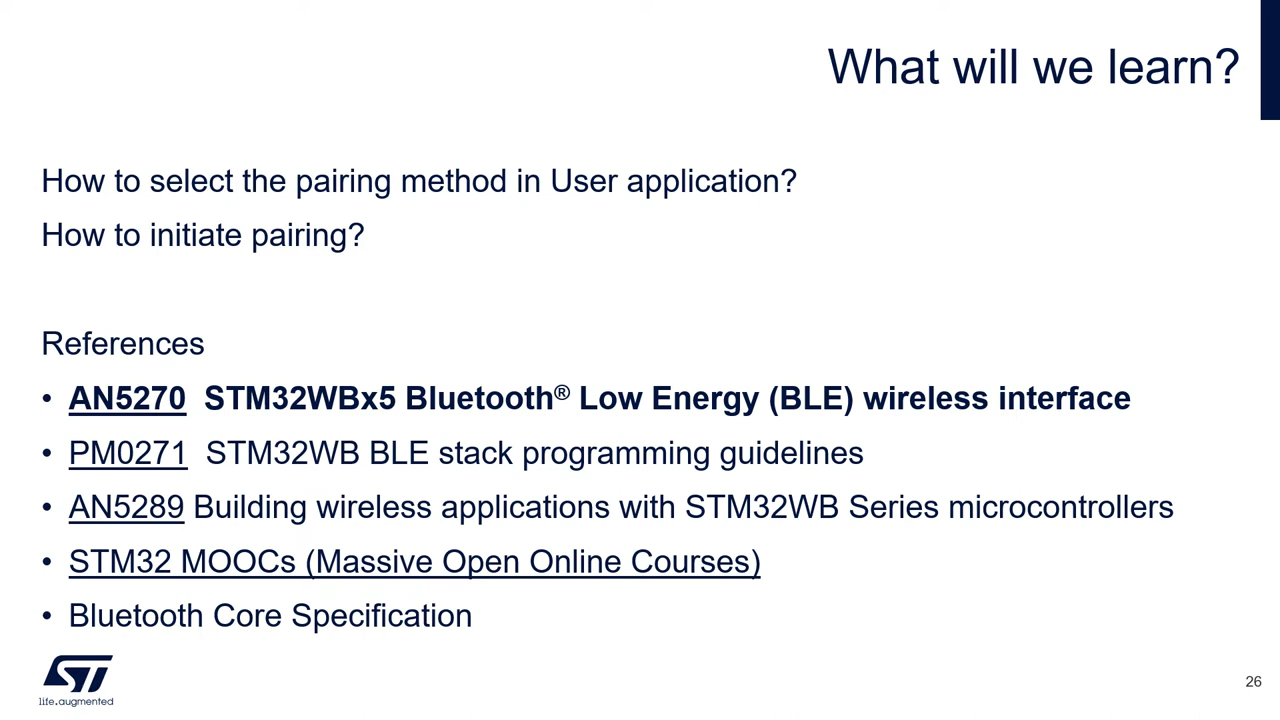 What will we learn?
How to select the pairing method in User application?
How to initiate pairing?
References
• AN5270 STM32WBx5 Bluetooth® Low Energy (BLE) wireless interface
• PM0271 STM32WB BLE stack programming guidelines
• AN5289 Building wireless applications with STM32WB Series microcontrollers
• STM32 MOOCs (Massive Open Online Courses)
• Bluetooth Core Specification
ST
life.augmented
26